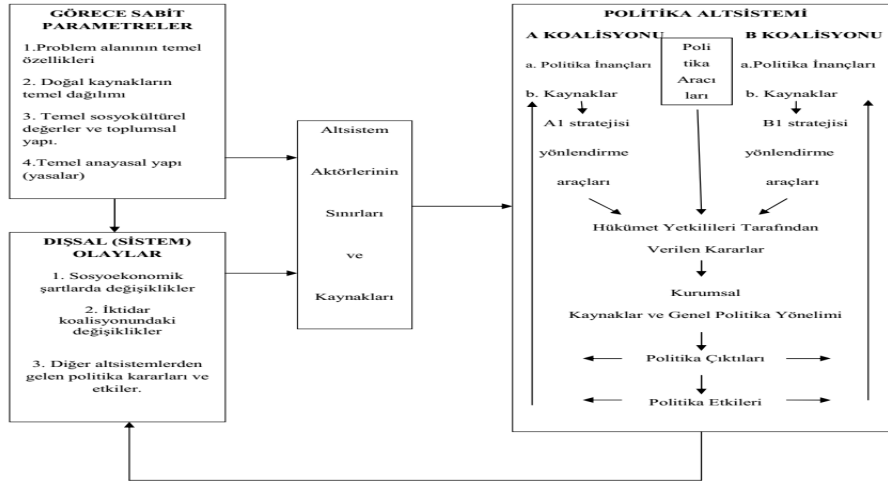 GÖRECE SABİT
PARAMETRELER
1.Problem alanının temel
özellikleri
2. Doğal kaynakların
temel dağılımı
3. Temel sosyokültürel
değerler ve toplumsal
yapı.
4.Temel anayasal yapı
(yasalar)
DIŞSAL (SİSTEM)
OLAYLAR
1. Sosyoekonomik
şartlarda değişiklikler
2. İktidar
koalisyonundaki
değişiklikler
3. Diğer altsistemlerden
gelen politika kararları ve
etkiler.
Altsistem
Aktörlerinin
Sınırları
ve
Kaynakları
POLİTİKA ALTSİSTEMİ
A KOALİSYONU
a. Politika İnançları
b. Kaynaklar
A1 stratejisi
yönlendirme
araçları
Poli
tika
Aracı
ları
B KOALİSYONU
a.Politika İnançları
b. Kaynaklar
B1 stratejisi
yönlendirme
araçları
Hükümet Yetkilileri Tarafından
Verilen Kararlar
Kurumsal
Kaynaklar ve Genel Politika Yönelimi
Politika Çıktıları
Politika Etkileri